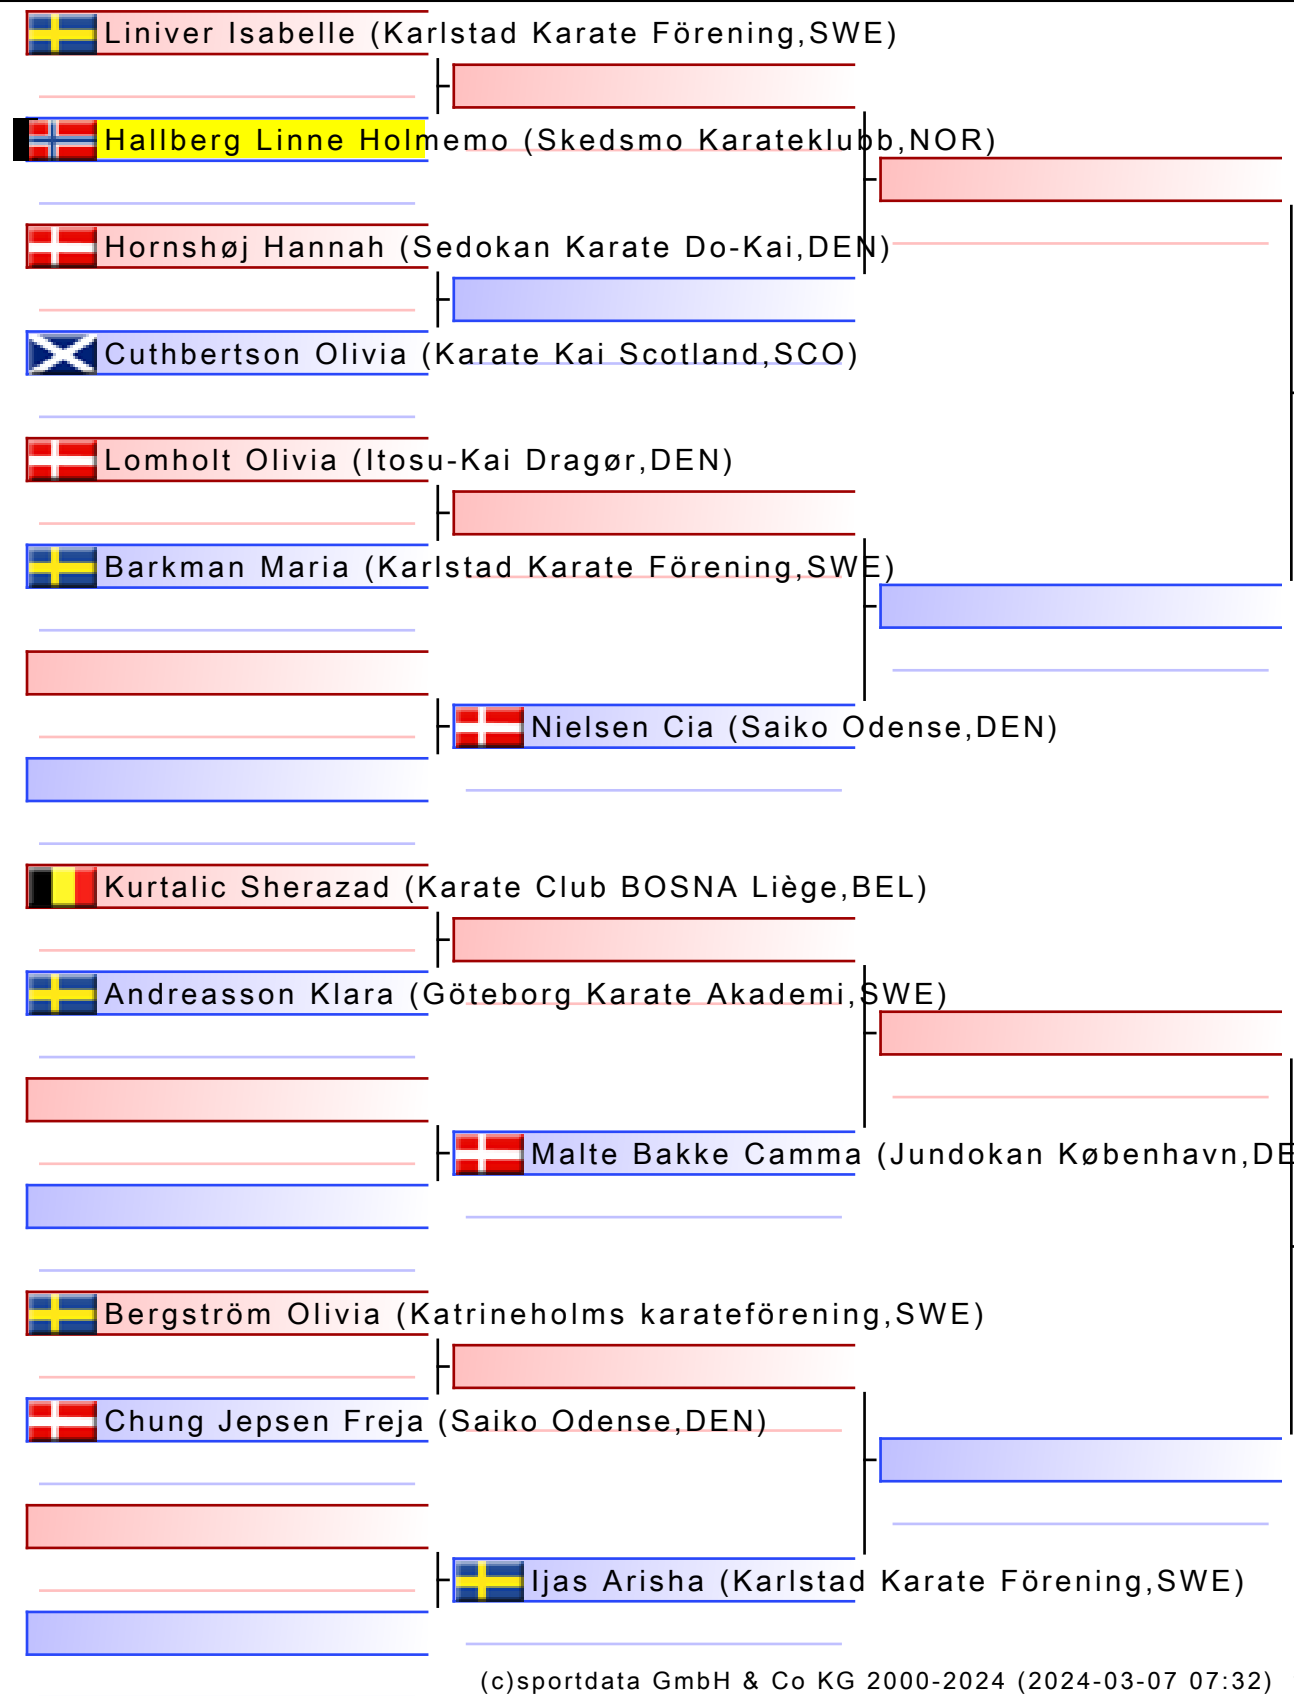 Liniver Isabelle (Karlstad Karate Förening,SWE)
Hallberg Linne Holmemo (Skedsmo Karateklubb,NOR)
Hornshøj Hannah (Sedokan Karate Do-Kai,DEN)
Cuthbertson Olivia (Karate Kai Scotland,SCO)
Lomholt Olivia (Itosu-Kai Dragør,DEN)
Barkman Maria (Karlstad Karate Förening,SWE)
Nielsen Cia (Saiko Odense,DEN)
Kurtalic Sherazad (Karate Club BOSNA Liège,BEL)
Andreasson Klara (Göteborg Karate Akademi,SWE)
Malte Bakke Camma (Jundokan København,DE
Bergström Olivia (Katrineholms karateförening,SWE)
Chung Jepsen Freja (Saiko Odense,DEN)
Ijas Arisha (Karlstad Karate Förening,SWE)
(c)sportdata GmbH & Co KG 2000-2024 (2024-03-07 07:32)